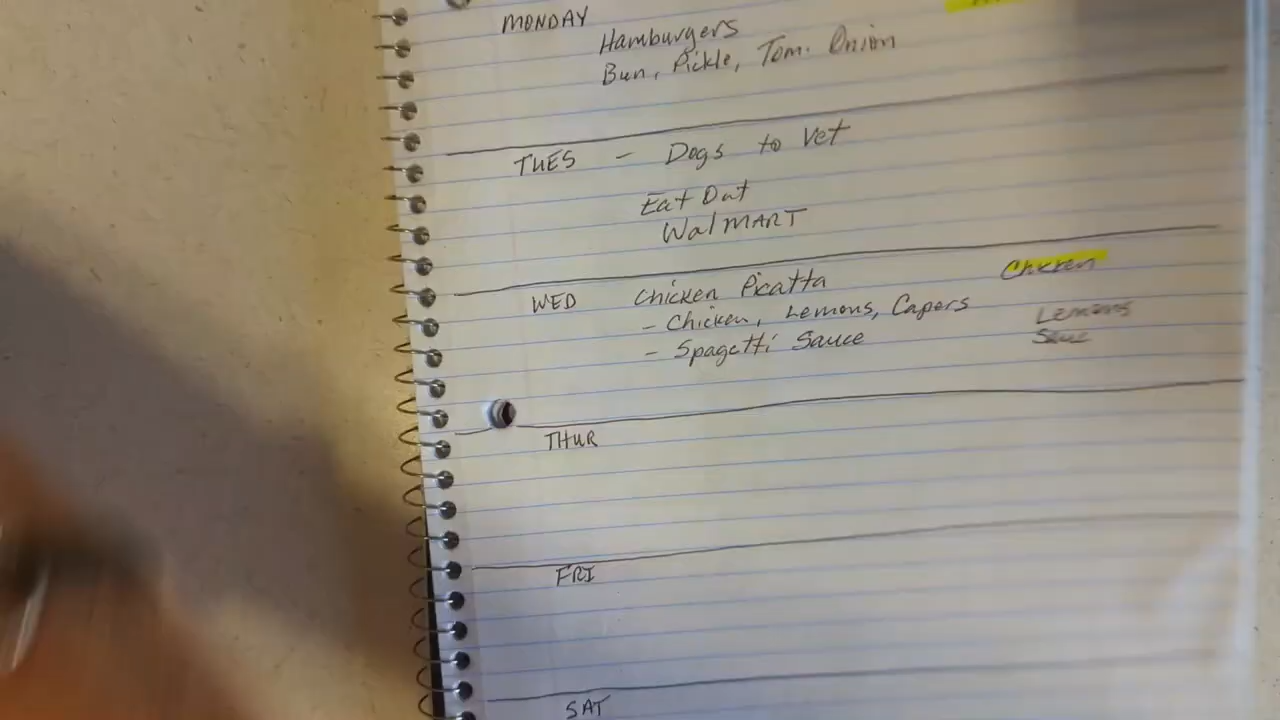 MONDAY
Hamburgers
Bun, Pickle, Tom. Onion
TUES - Dogs to Vet
Eat Out
WalMART
WED Chicken Picatta Chicken
- Chicken, Lemons, Capers Lemons
- Spagetti Sauce Sauc
THUR
FRI
SAT